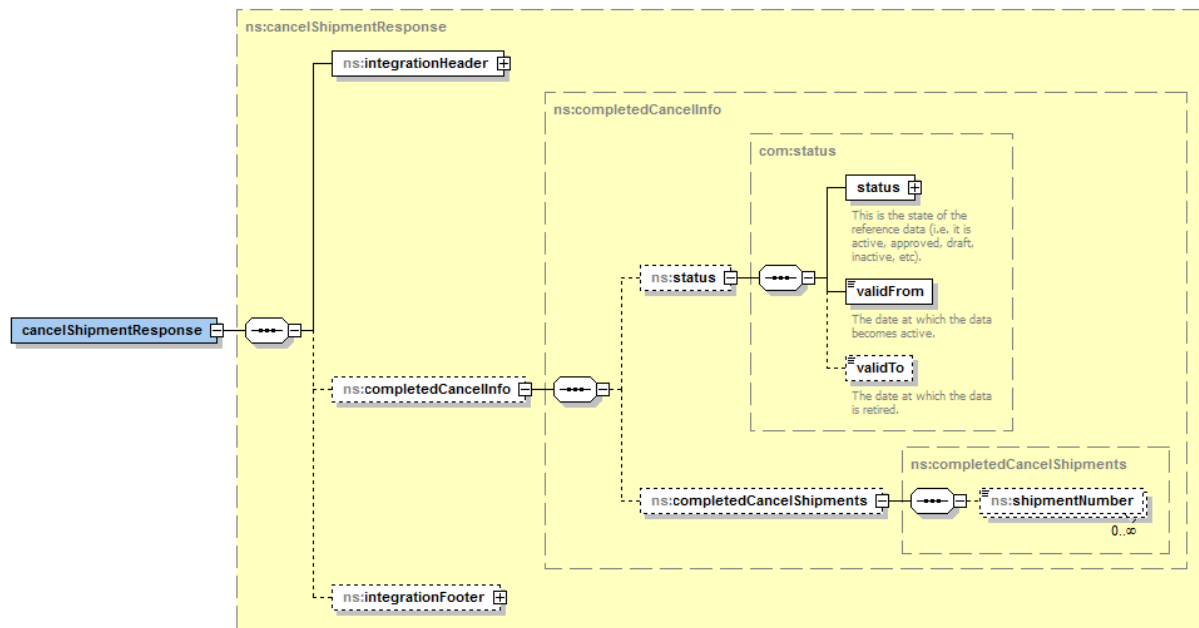 ns:cancelShipmentResponse
ns:integrationHeader
ns:completedCancelInfo
com:status
status
This is the state of the
reference data (i.e. it is
active, approved, draft,
inactive, etc).
ns:status
validFrom
The date at which the data
becomes active.
cancelShipmentResponse
validTo
ns:completedCancelInfo
The date at which the data
is retired.
ns:completedCancelShipments
ns:completedCancelShipments
ns:shipmentNumber
0..∞
ns:integrationFooter